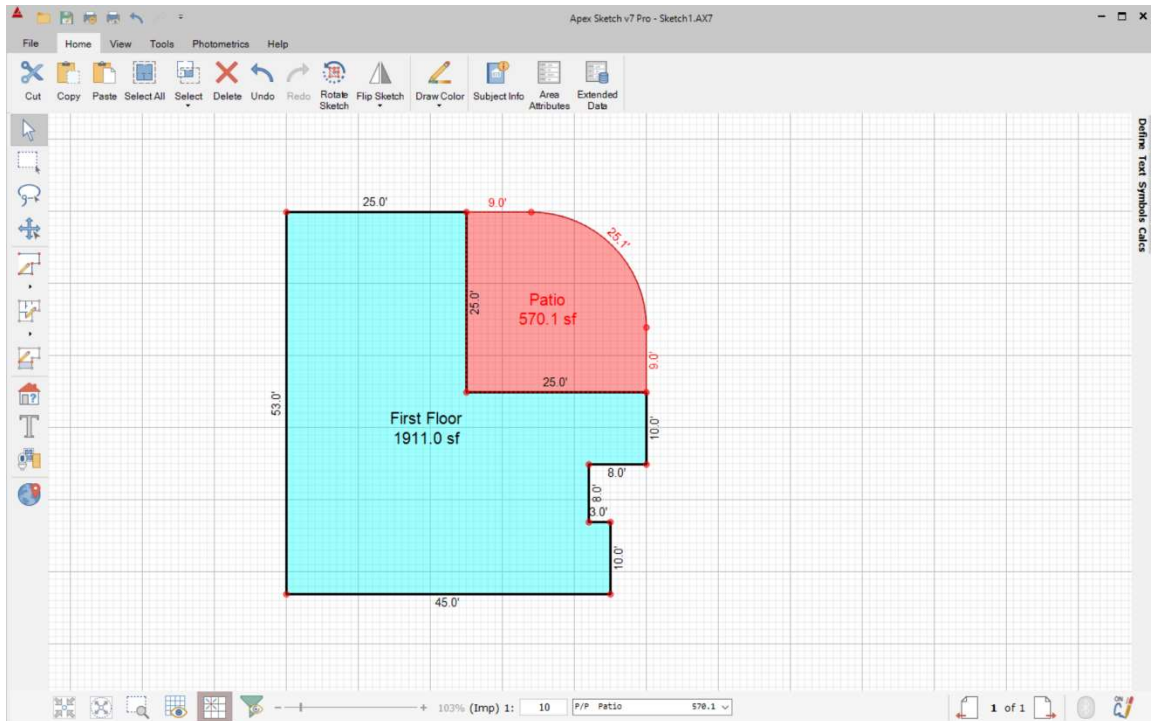 Apex Sketch v7 Pro - Sketch1.AX7
File Home View Tools Photometrics Help
Cut Copy Paste Select All Select Delete Undo Redo Rotate Sketch Flip Sketch Draw Color Subject Info Area Attributes Extended Data
Define Text Symbols Calcs
25.0'
9.0'
25.1'
25.0'
Patio
570.1 sf
9.0'
25.0'
53.0'
First Floor
1911.0 sf
10.0'
8.0'
8.0'
3.0'
10.0'
45.0'
103% (Imp) 1: 10 P/P Patio 570.1
1 of 1
ON